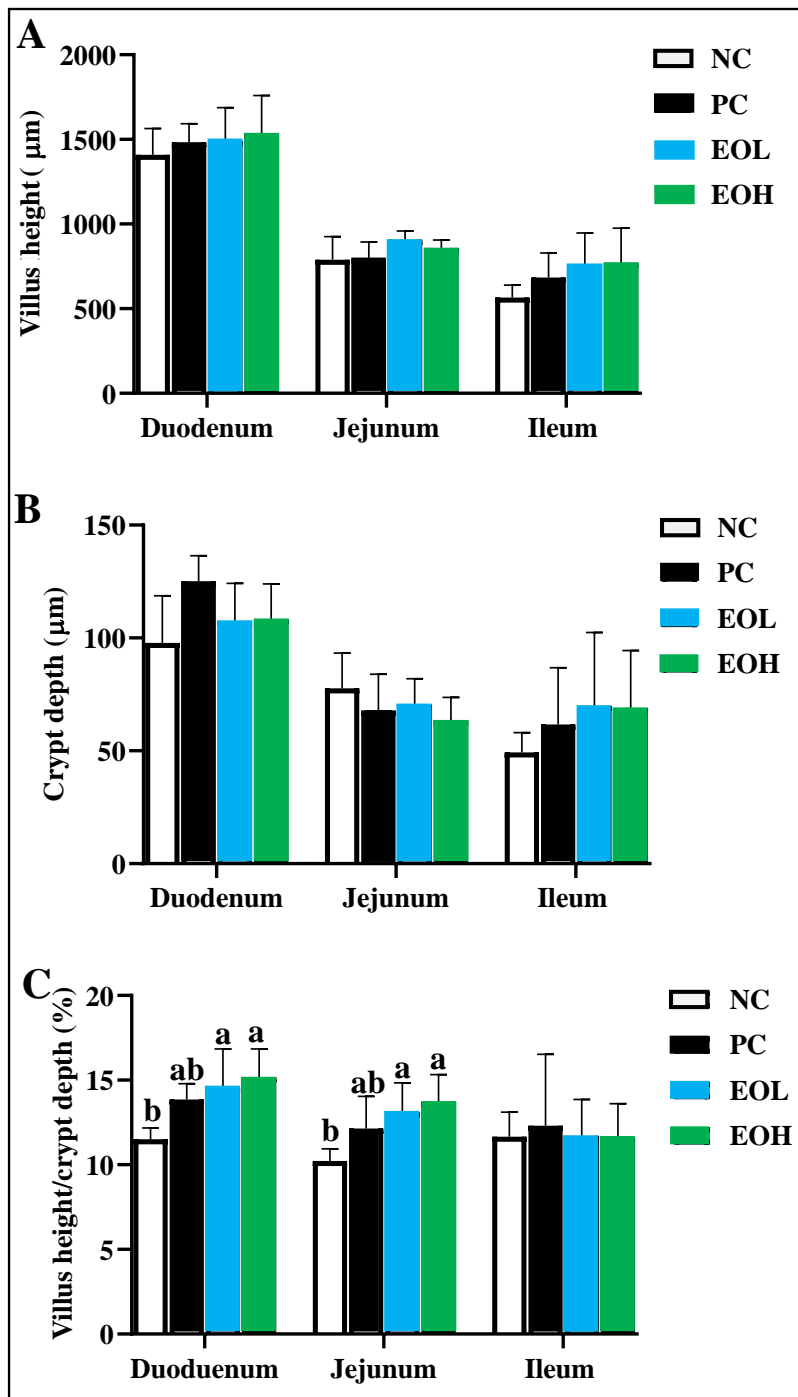 A
Villus height ( μm)
2000
1500
1000
500
0
Duodenum
Jejunum
Ileum
NC
PC
EOL
EOH
B
Crypt depth (μm)
150
100
50
0
Duodenum
Jejunum
Ileum
NC
PC
EOL
EOH
C
Villus height/crypt depth (%)
20
15
10
5
0
b
ab
a
a
b
ab
a
a
Duoduenum
Jejunum
Ileum
NC
PC
EOL
EOH